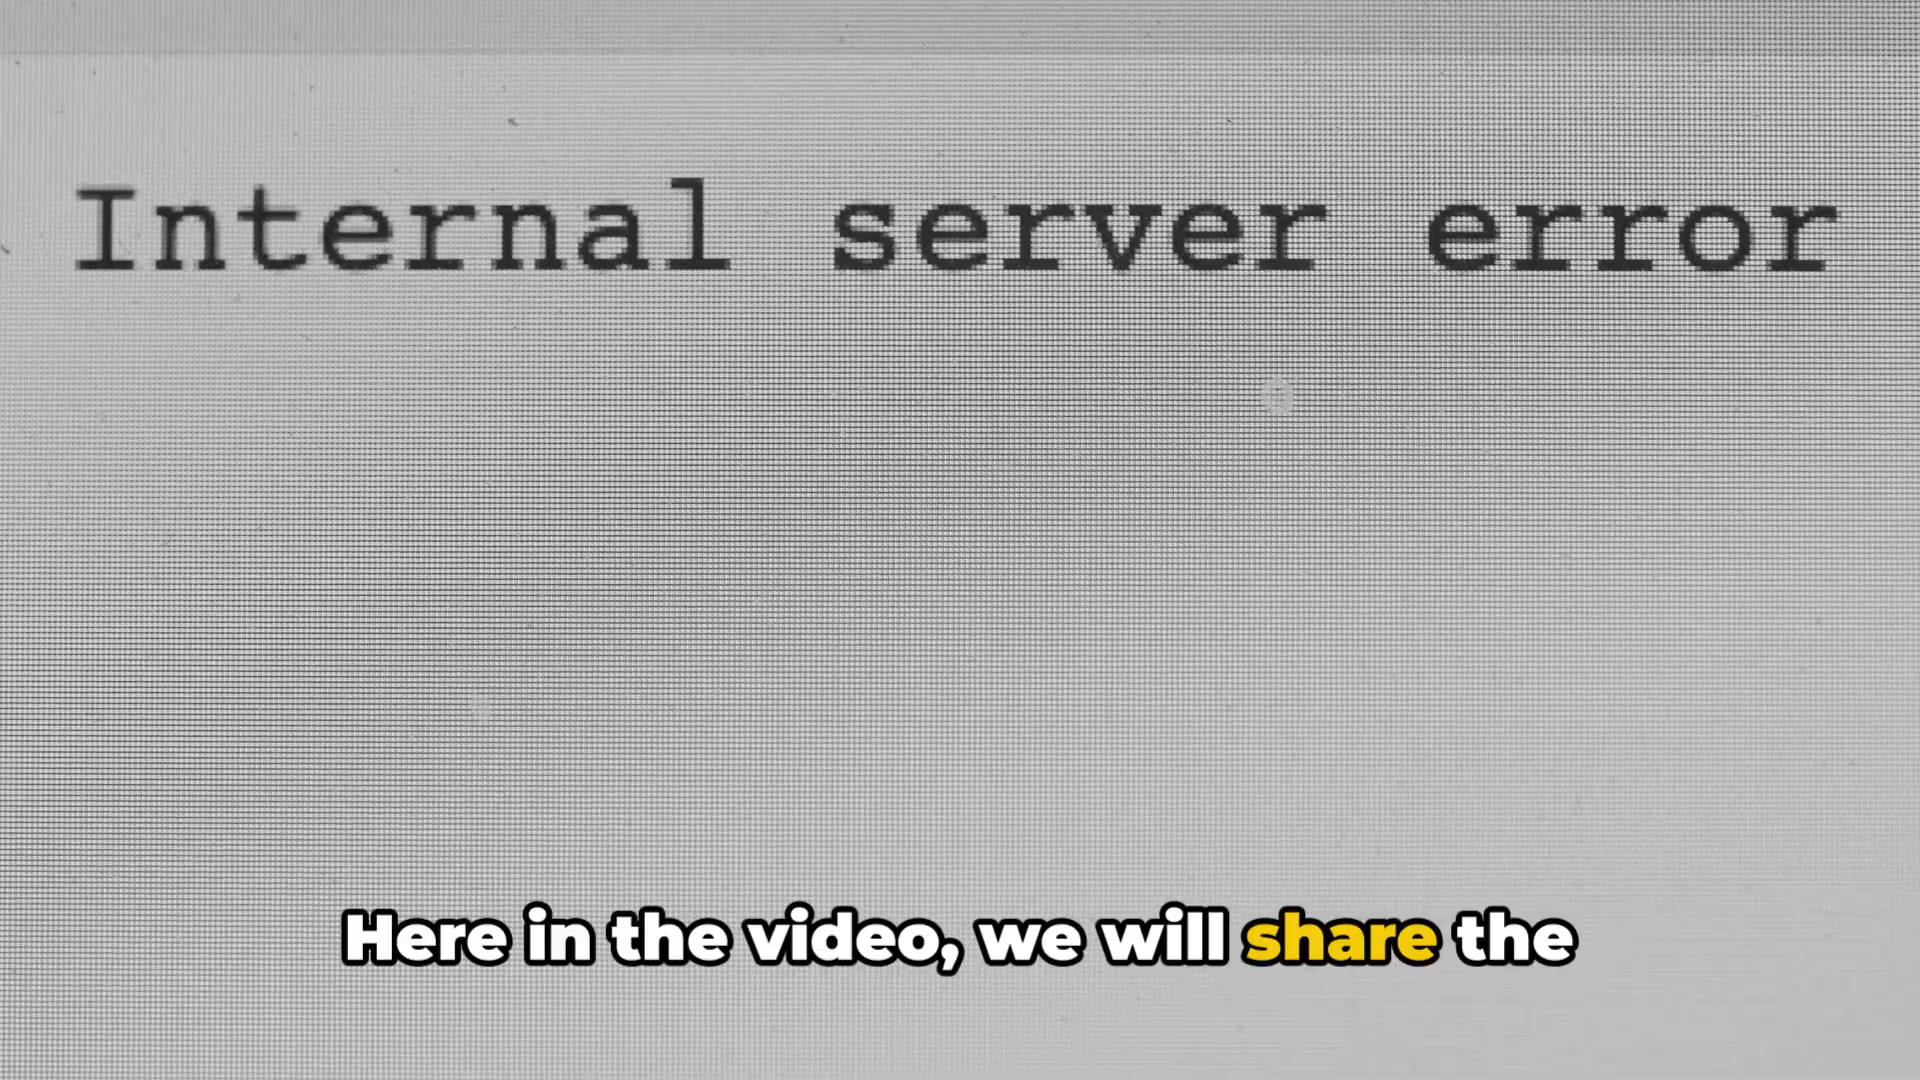 Internal server error
Here in the video, we will share the